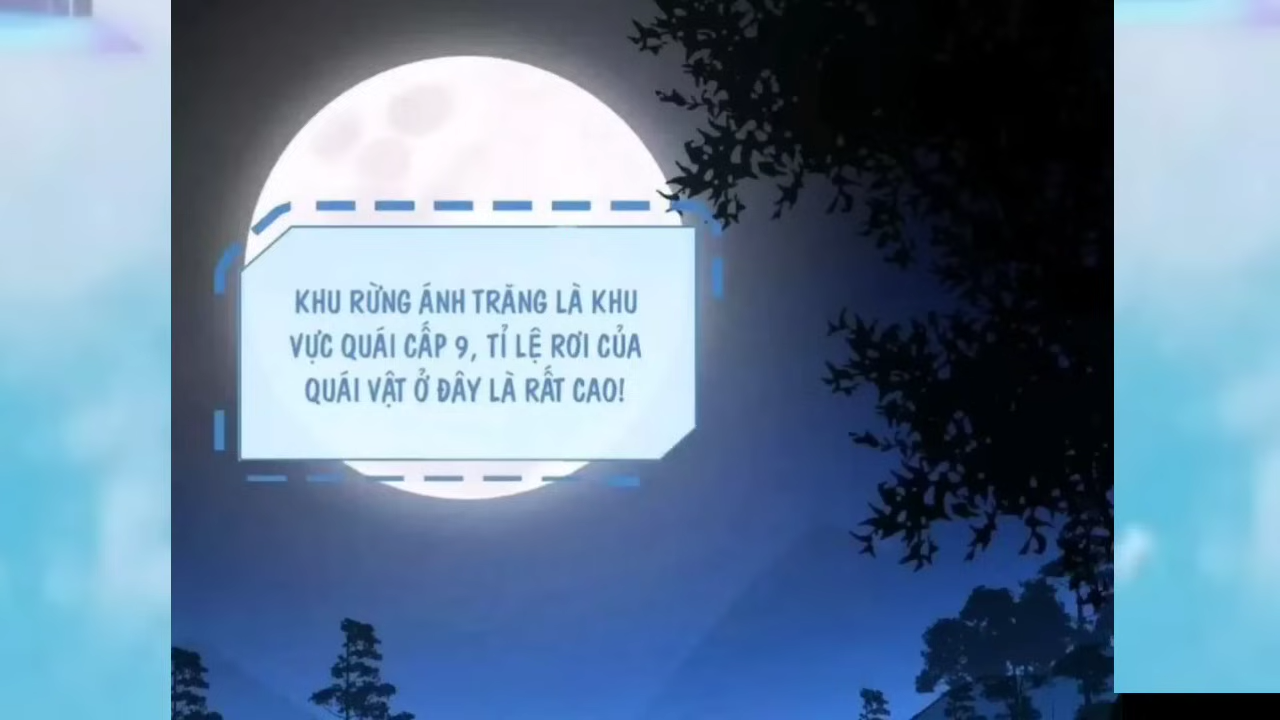 KHU RỪNG ÁNH TRĂNG LÀ KHU
VỰC QUÁI CẤP 9, TỈ LỆ RƠI CỦA
QUÁI VẬT Ở ĐÂY LÀ RẤT CAO!